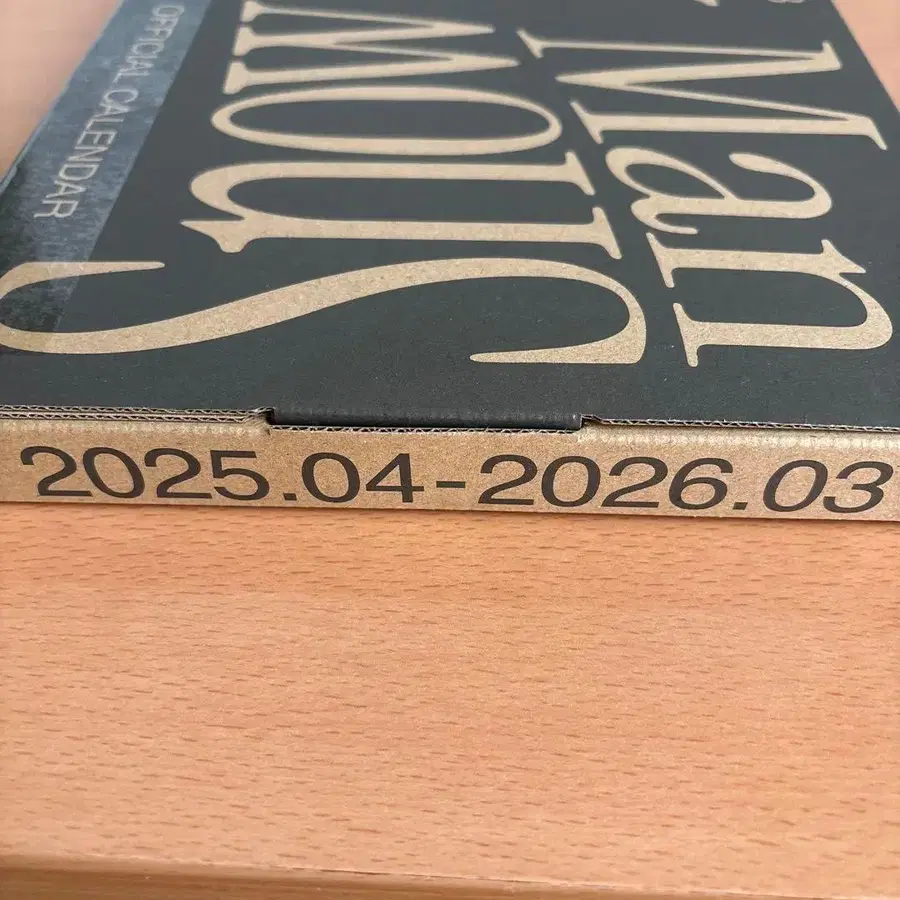 Snow
Man
OFFICIAL CALENDAR
2025.04-2026.03